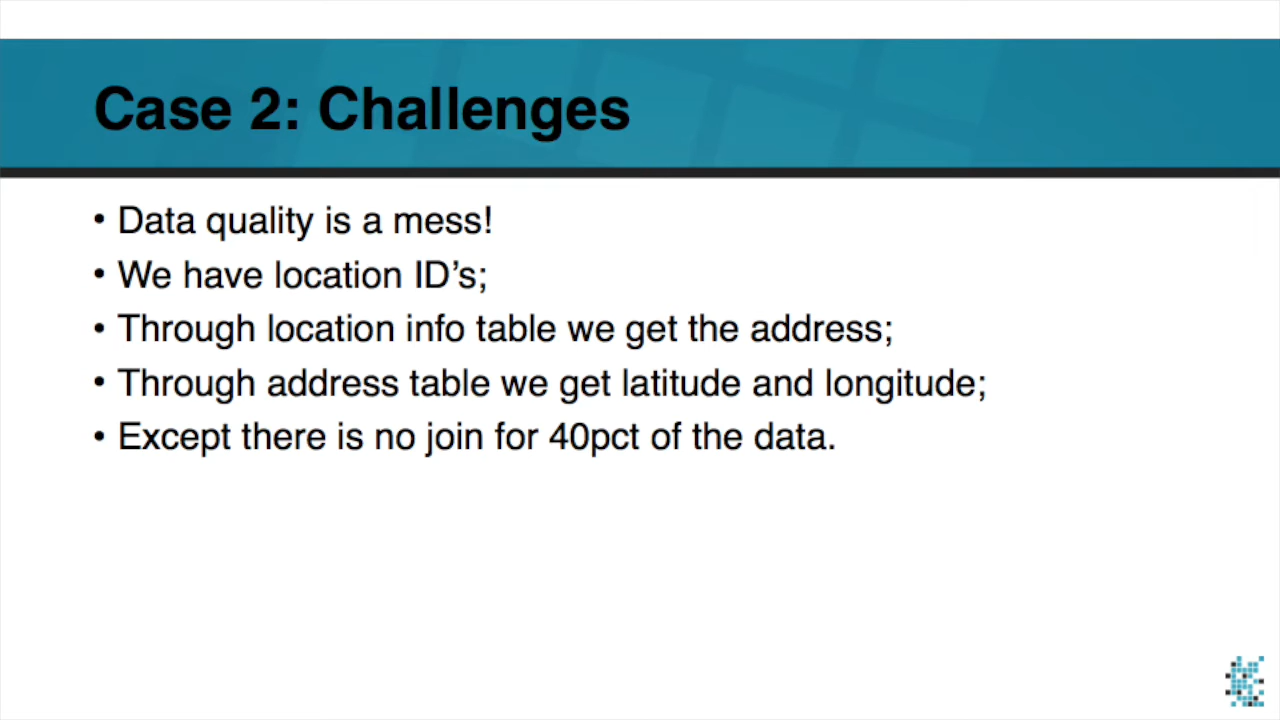 Case 2: Challenges
• Data quality is a mess!
• We have location ID’s;
• Through location info table we get the address;
• Through address table we get latitude and longitude;
• Except there is no join for 40pct of the data.